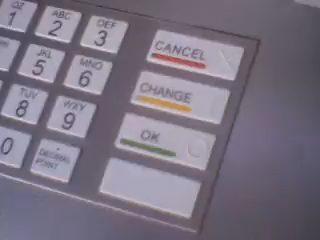 QZ ABC DEF
1 2 3
CANCEL
JKL MNO
5 6
CHANGE
TUV WXY
8 9
OK
0 DECIMAL
POINT